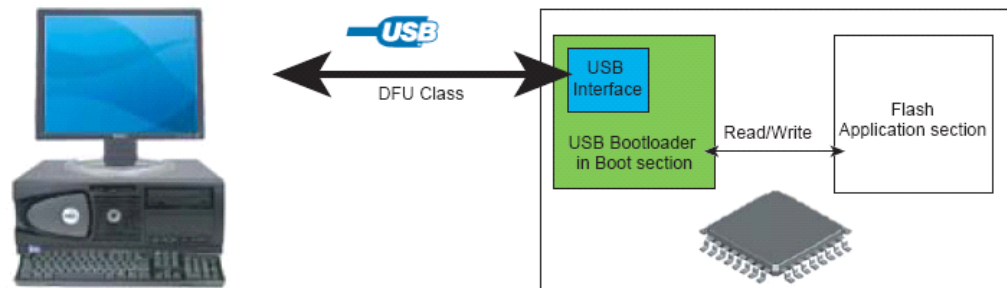 USB
DFU Class
USB
Interface
USB Bootloader
in Boot section
Read/Write
Flash
Application section